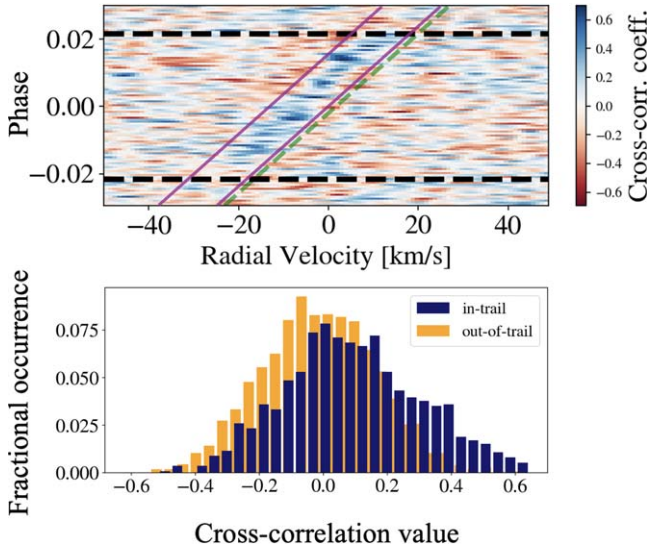 0.02
0.00
−0.02
Phase
−40 −20 0 20 40
Radial Velocity [km/s]
0.6
0.4
0.2
0.0
−0.2
−0.4
−0.6
Cross-corr. coeff.
Fractional occurrence
0.075
0.050
0.025
0.000
in-trail
out-of-trail
−0.6 −0.4 −0.2 0.0 0.2 0.4 0.6
Cross-correlation value